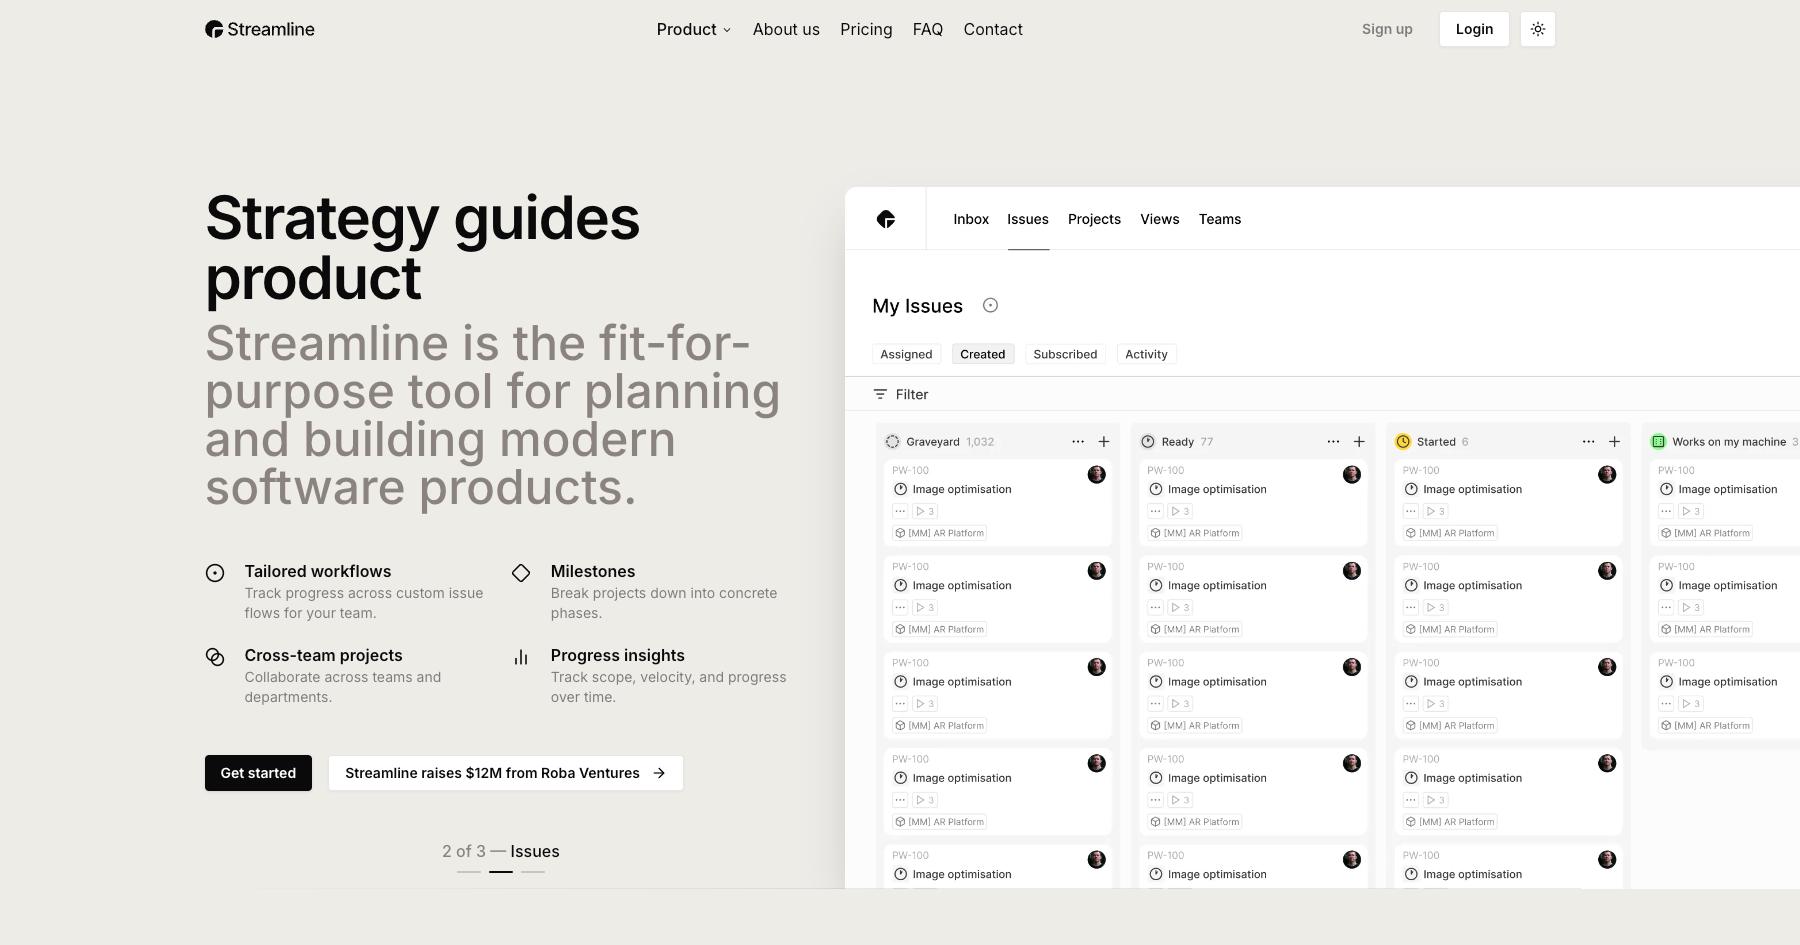 Streamline
Product About us Pricing FAQ Contact
Sign up Login
Strategy guides
product
Streamline is the fit-for-
purpose tool for planning
and building modern
software products.
Tailored workflows
Track progress across custom issue
flows for your team.
Milestones
Break projects down into concrete
phases.
Cross-team projects
Collaborate across teams and
departments.
Progress insights
Track scope, velocity, and progress
over time.
Get started
Streamline raises $12M from Roba Ventures
2 of 3 — Issues
Inbox Issues Projects Views Teams
My Issues
Assigned Created Subscribed Activity
Filter
Graveyard 1,032
PW-100
Image optimisation
3
[MM] AR Platform
PW-100
Image optimisation
3
[MM] AR Platform
PW-100
Image optimisation
3
[MM] AR Platform
PW-100
Image optimisation
3
[MM] AR Platform
PW-100
Image optimisation
Ready 77
PW-100
Image optimisation
3
[MM] AR Platform
PW-100
Image optimisation
3
[MM] AR Platform
PW-100
Image optimisation
3
[MM] AR Platform
PW-100
Image optimisation
3
[MM] AR Platform
PW-100
Image optimisation
Started 6
PW-100
Image optimisation
3
[MM] AR Platform
PW-100
Image optimisation
3
[MM] AR Platform
PW-100
Image optimisation
3
[MM] AR Platform
PW-100
Image optimisation
3
[MM] AR Platform
PW-100
Image optimisation
Works on my machine 3
PW-100
Image optimisation
3
[MM] AR Platform
PW-100
Image optimisation
3
[MM] AR Platform
PW-100
Image optimisation
3
[MM] AR Platform